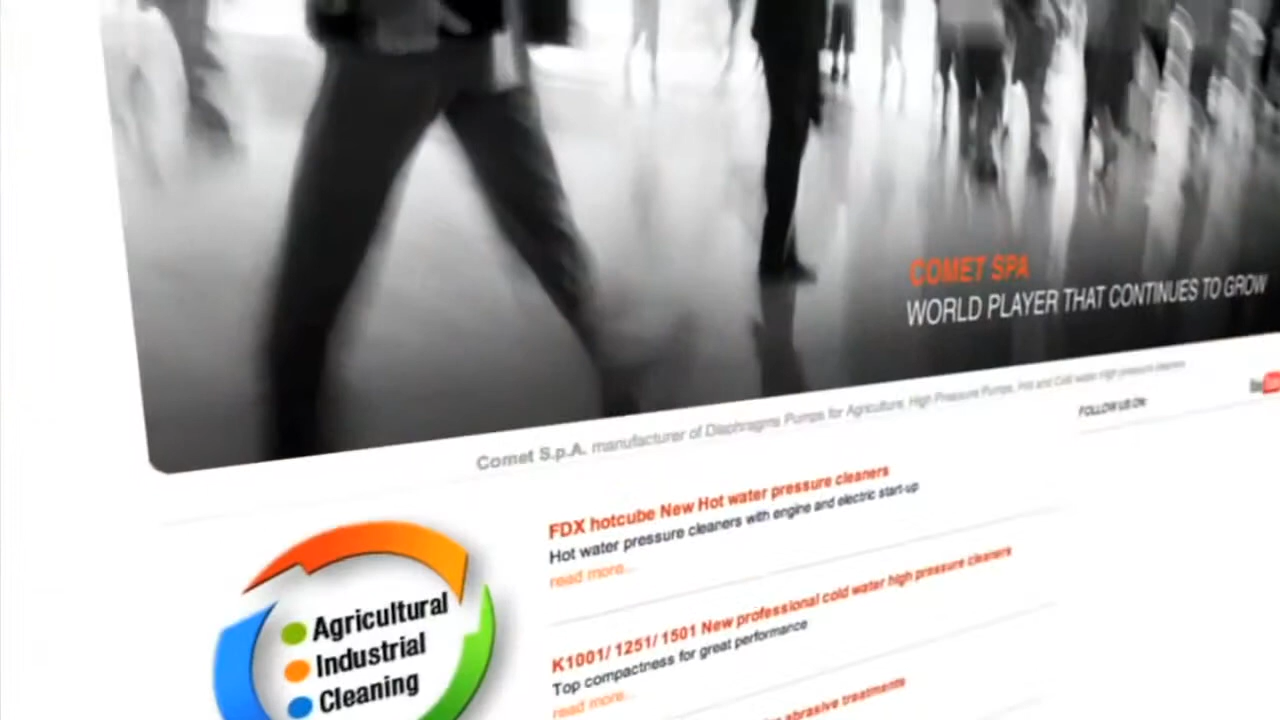 COMET SPA
WORLD PLAYER THAT CONTINUES TO GROW
Comet S.p.A. manufacturer of Diaphragms Pumps for Agriculture, High Pressure Pumps, Hot and Cold water High pressure cleaners
FOLLOW US ON:
FDX hotcube New Hot water pressure cleaners
Hot water pressure cleaners with engine and electric start-up
read more...
K1001/ 1251/ 1501 New professional cold water high pressure cleaners
Top compactness for great performance
read more...
abrasive treatments
Agricultural
Industrial
Cleaning